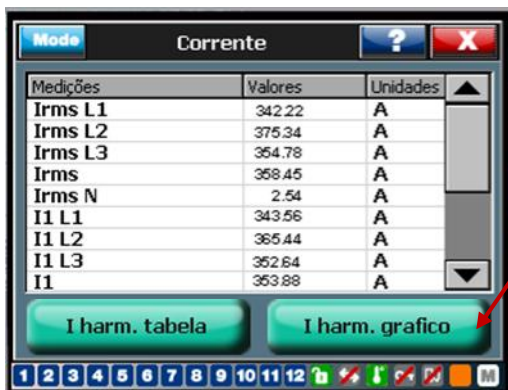 Mode Corrente ? X
Medições Valores Unidades
Irms L1 342.22 A
Irms L2 375.34 A
Irms L3 354.78 A
Irms 358.45 A
Irms N 2.54 A
I1 L1 343.56 A
I1 L2 365.44 A
I1 L3 352.64 A
I1 353.88 A
I harm. tabela I harm. grafico
1 2 3 4 5 6 7 8 9 10 11 12 M